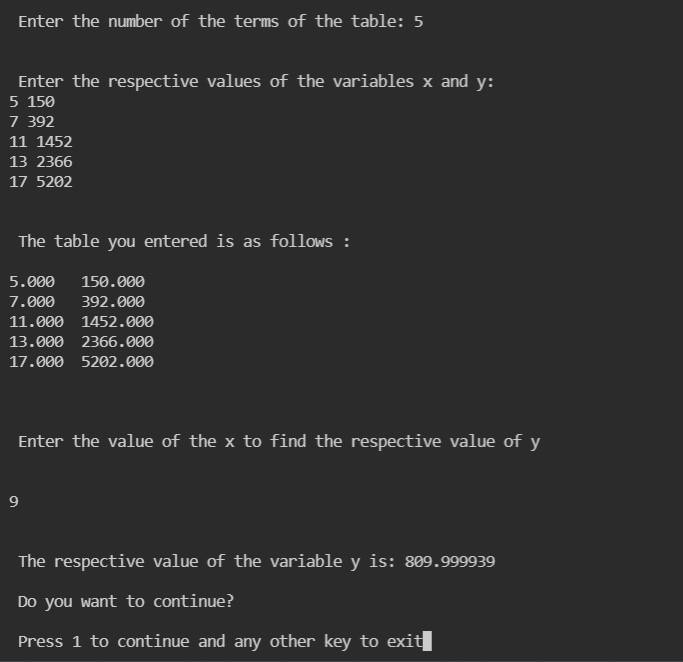 Enter the number of the terms of the table: 5
Enter the respective values of the variables x and y:
5 150
7 392
11 1452
13 2366
17 5202
The table you entered is as follows :
5.000   150.000
7.000   392.000
11.000  1452.000
13.000  2366.000
17.000  5202.000
Enter the value of the x to find the respective value of y
9
The respective value of the variable y is: 809.999939
Do you want to continue?
Press 1 to continue and any other key to exit